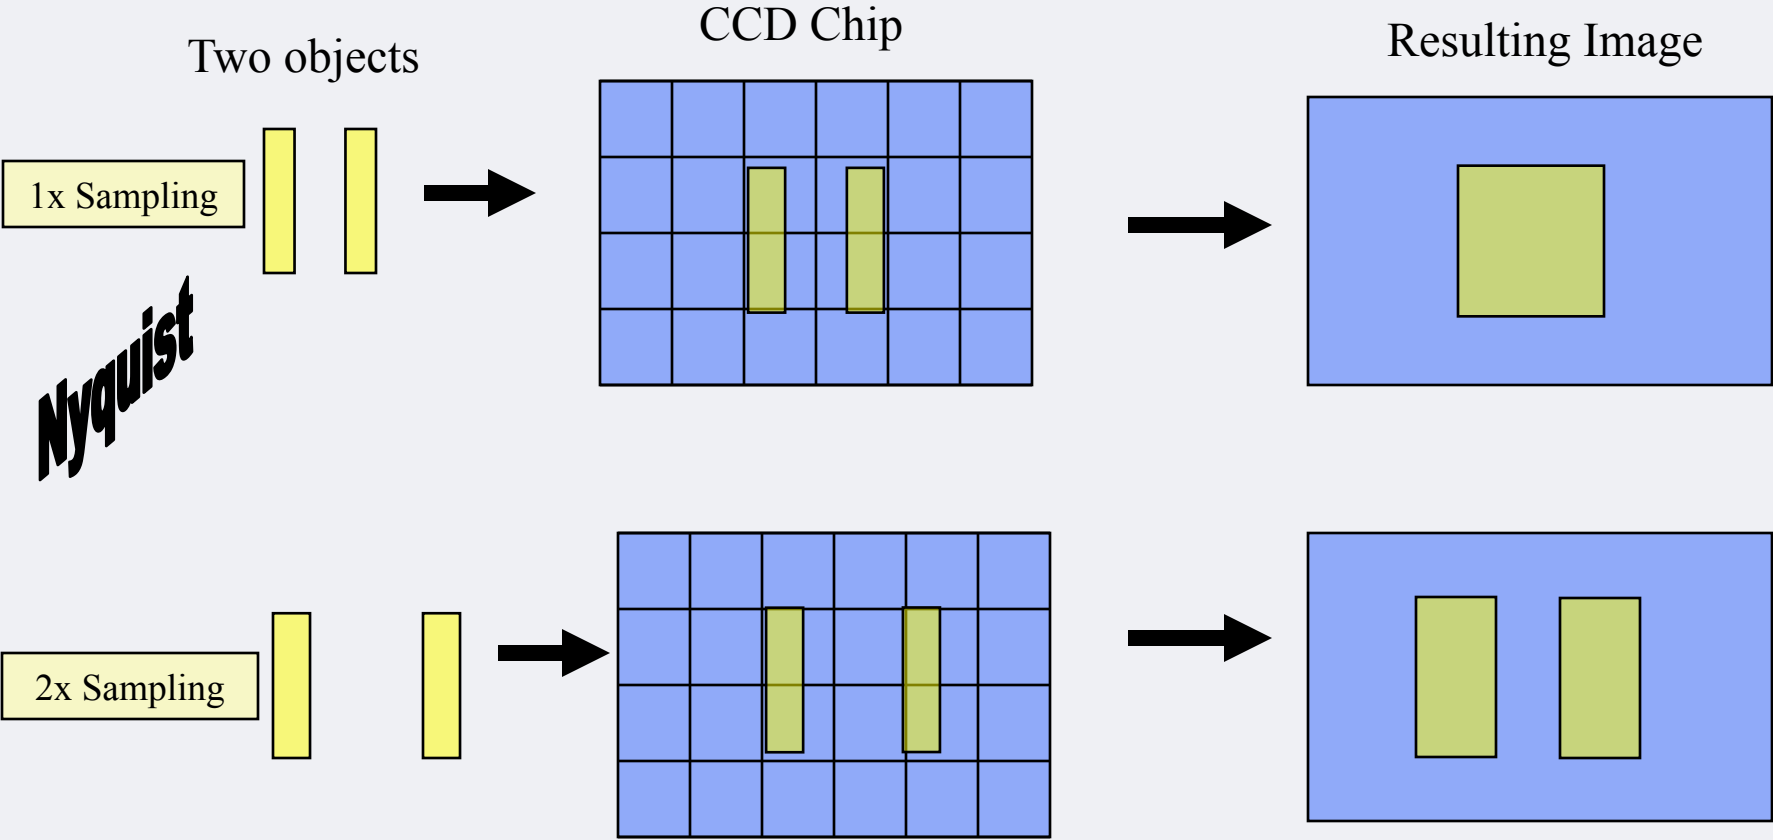 Two objects
CCD Chip
Resulting Image
1x Sampling
Nyquist
2x Sampling